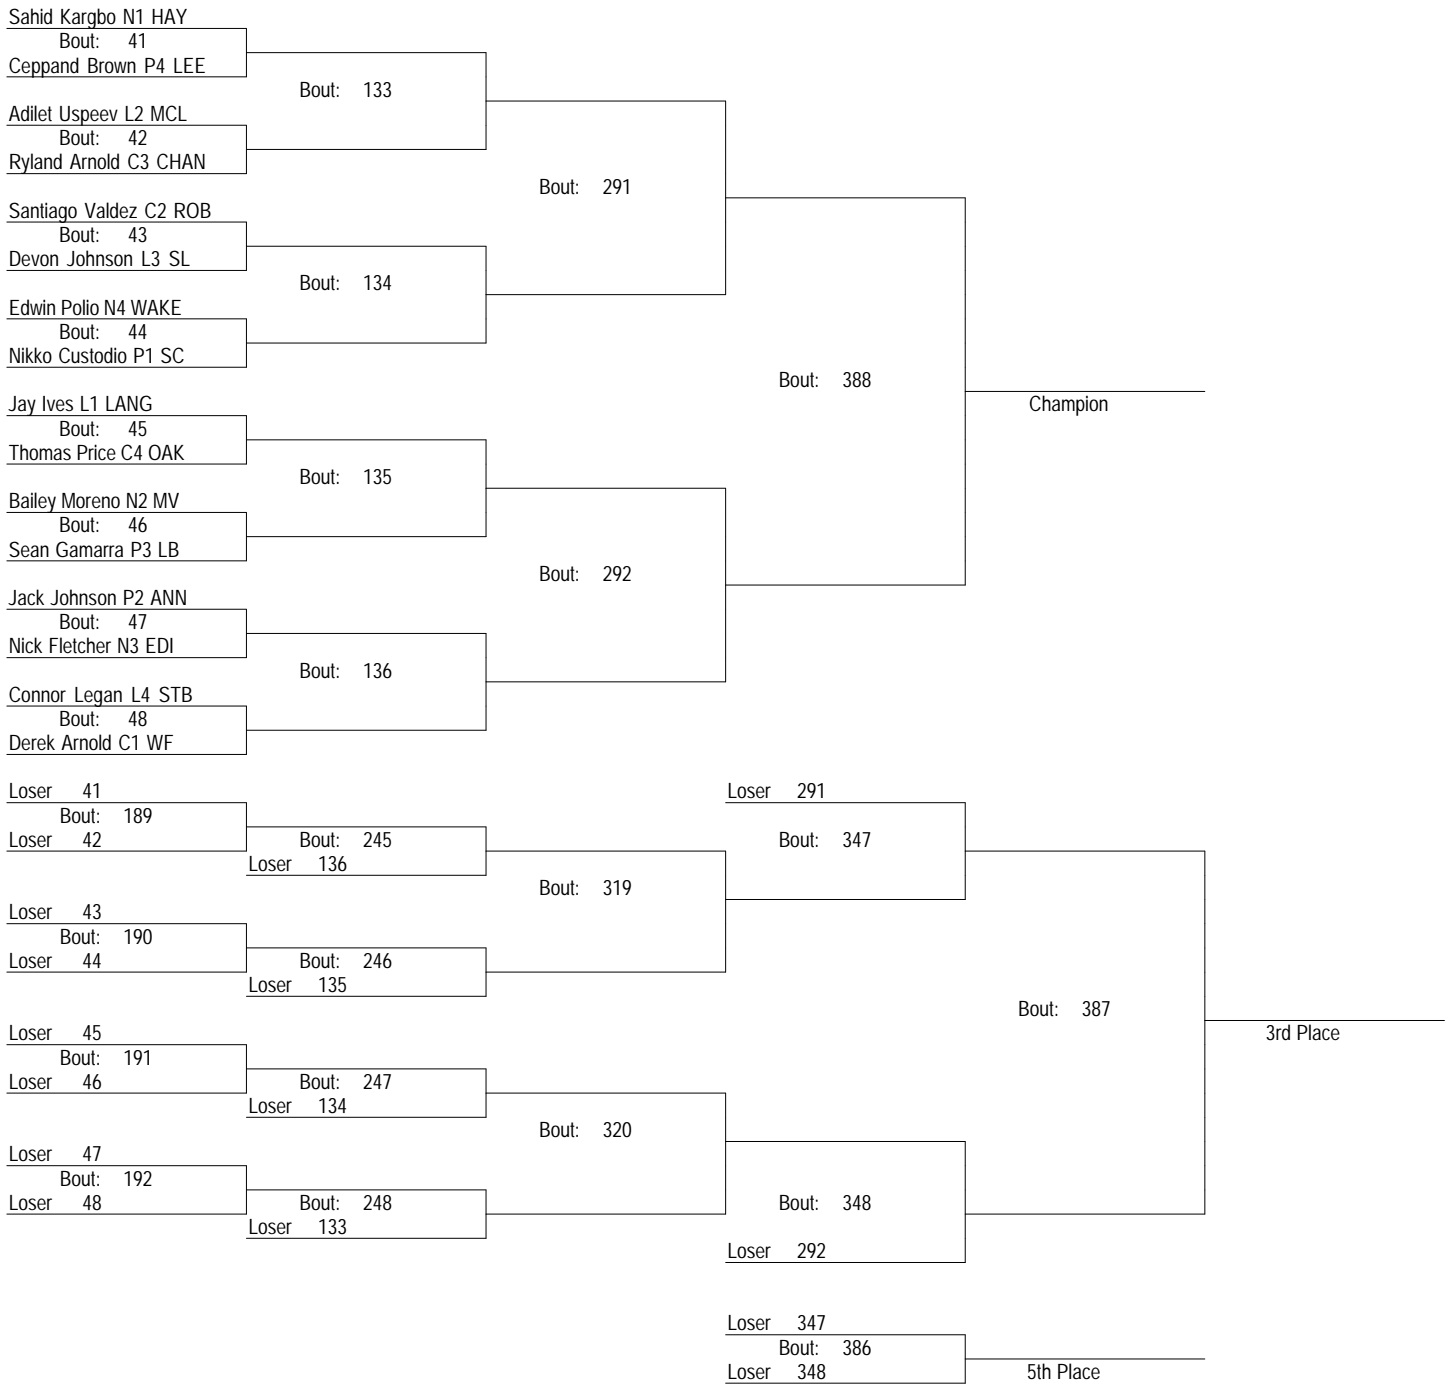 Sahid Kargbo N1 HAY
Bout: 41
Ceppand Brown P4 LEE
Bout: 133
Adilet Uspeev L2 MCL
Bout: 42
Ryland Arnold C3 CHAN
Bout: 291
Santiago Valdez C2 ROB
Bout: 43
Devon Johnson L3 SL
Bout: 134
Edwin Polio N4 WAKE
Bout: 44
Nikko Custodio P1 SC
Bout: 388
Jay Ives L1 LANG
Champion
Bout: 45
Thomas Price C4 OAK
Bout: 135
Bailey Moreno N2 MV
Bout: 46
Sean Gamarra P3 LB
Bout: 292
Jack Johnson P2 ANN
Bout: 47
Nick Fletcher N3 EDI
Bout: 136
Connor Legan L4 STB
Bout: 48
Derek Arnold C1 WF
Loser 41
Loser 291
Bout: 189
Loser 42
Bout: 245
Bout: 347
Loser 136
Bout: 319
Loser 43
Bout: 190
Loser 44
Bout: 246
Loser 135
Bout: 387
Loser 45
3rd Place
Bout: 191
Loser 46
Bout: 247
Loser 134
Bout: 320
Loser 47
Bout: 192
Loser 48
Bout: 248
Bout: 348
Loser 133
Loser 292
Loser 347
Bout: 386
Loser 348
5th Place